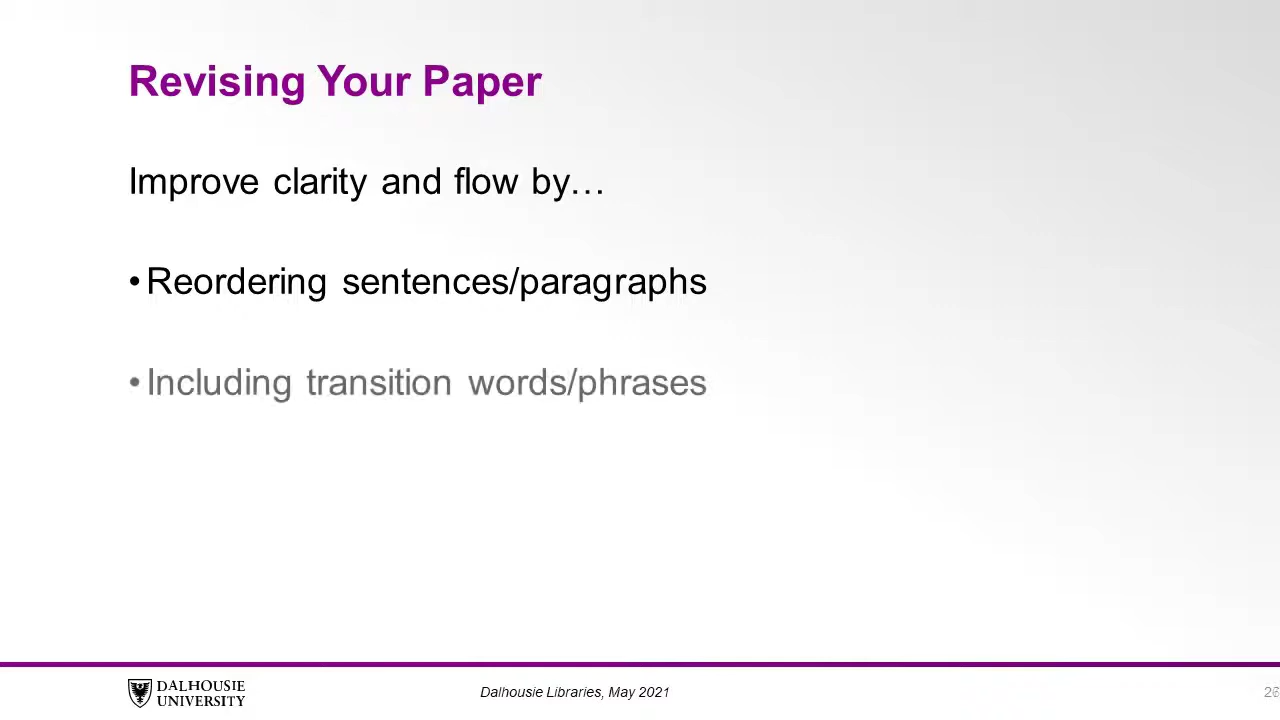 Revising Your Paper
Improve clarity and flow by…
•Reordering sentences/paragraphs
•Including transition words/phrases
DALHOUSIE
UNIVERSITY
Dalhousie Libraries, May 2021